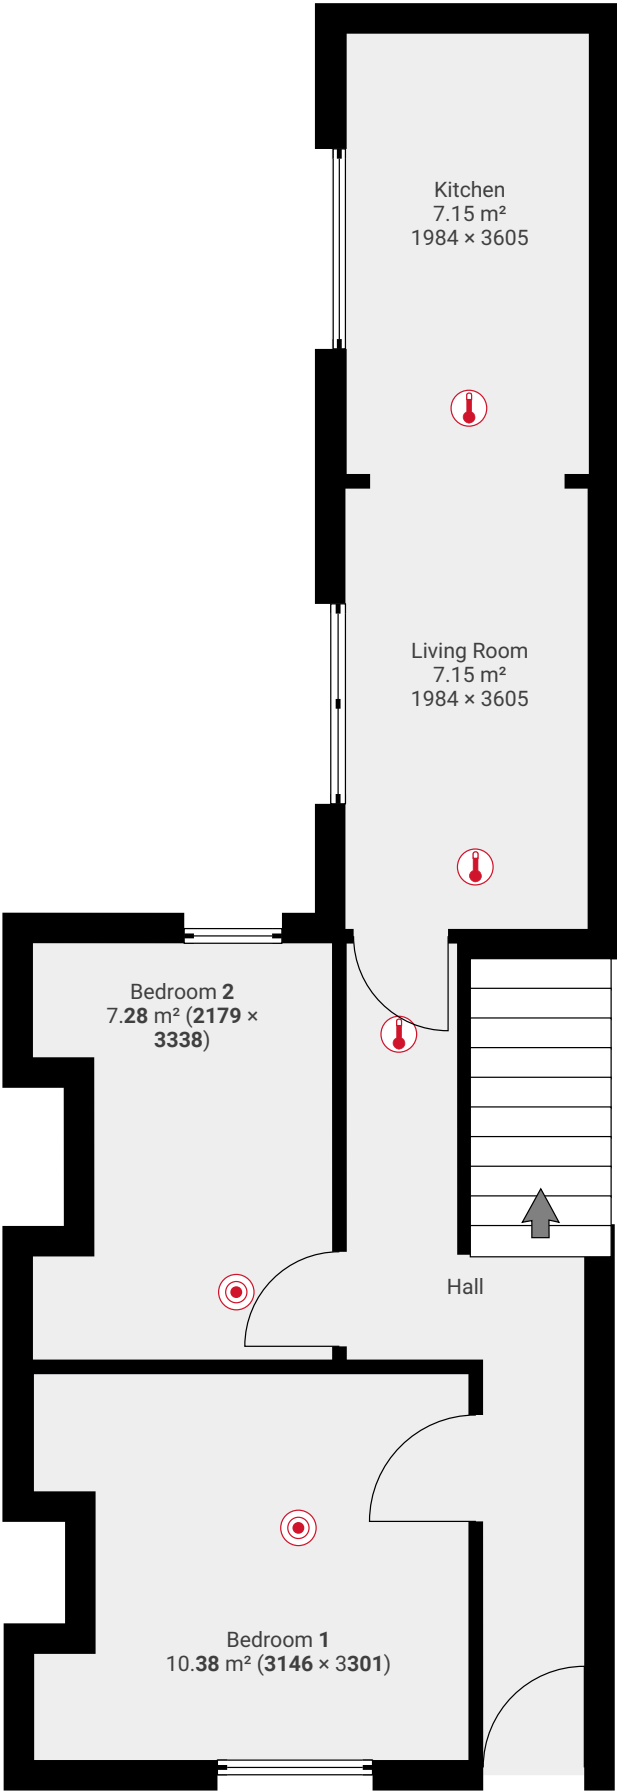 Kitchen
7.15 m²
1984 × 3605
Living Room
7.15 m²
1984 × 3605
Bedroom 2
7.28 m² (2179 ×
3338)
Hall
Bedroom 1
10.38 m² (3146 × 3301)